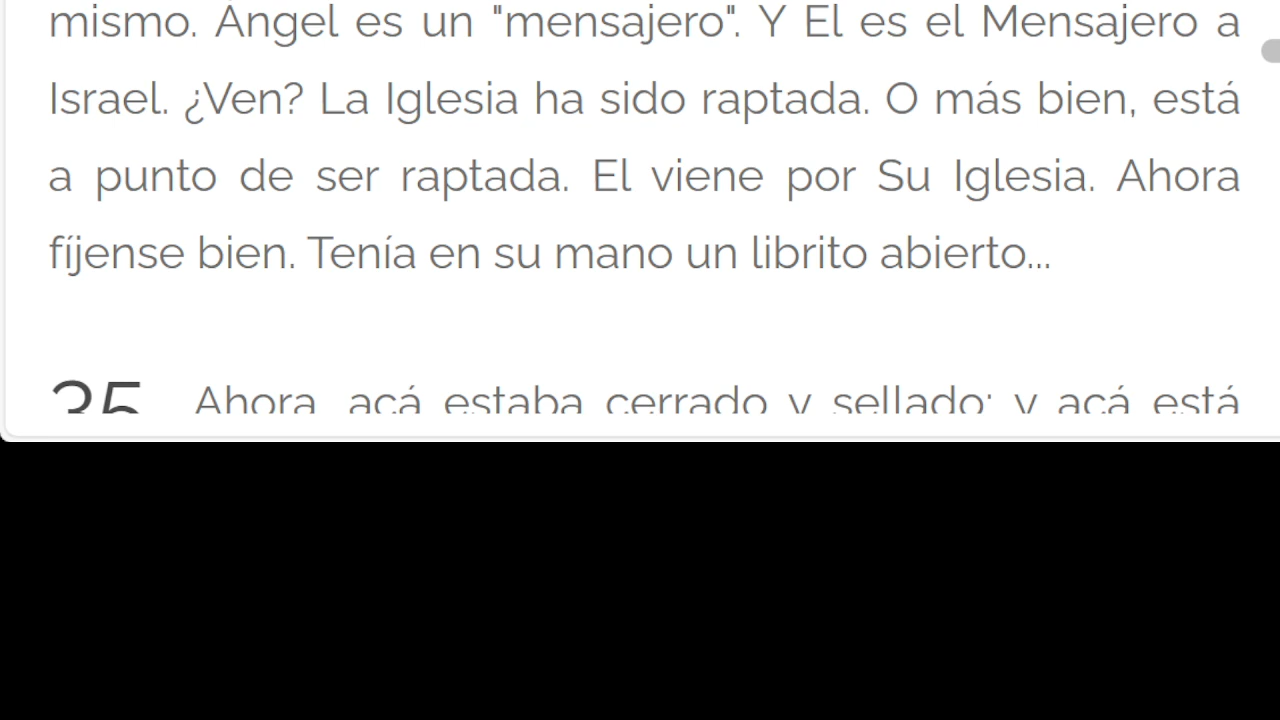 mismo. Ángel es un "mensajero". Y El es el Mensajero a
Israel. ¿Ven? La Iglesia ha sido raptada. O más bien, está
a punto de ser raptada. El viene por Su Iglesia. Ahora
fíjense bien. Tenía en su mano un librito abierto...
35 Ahora, acá estaba cerrado y sellado; y acá está